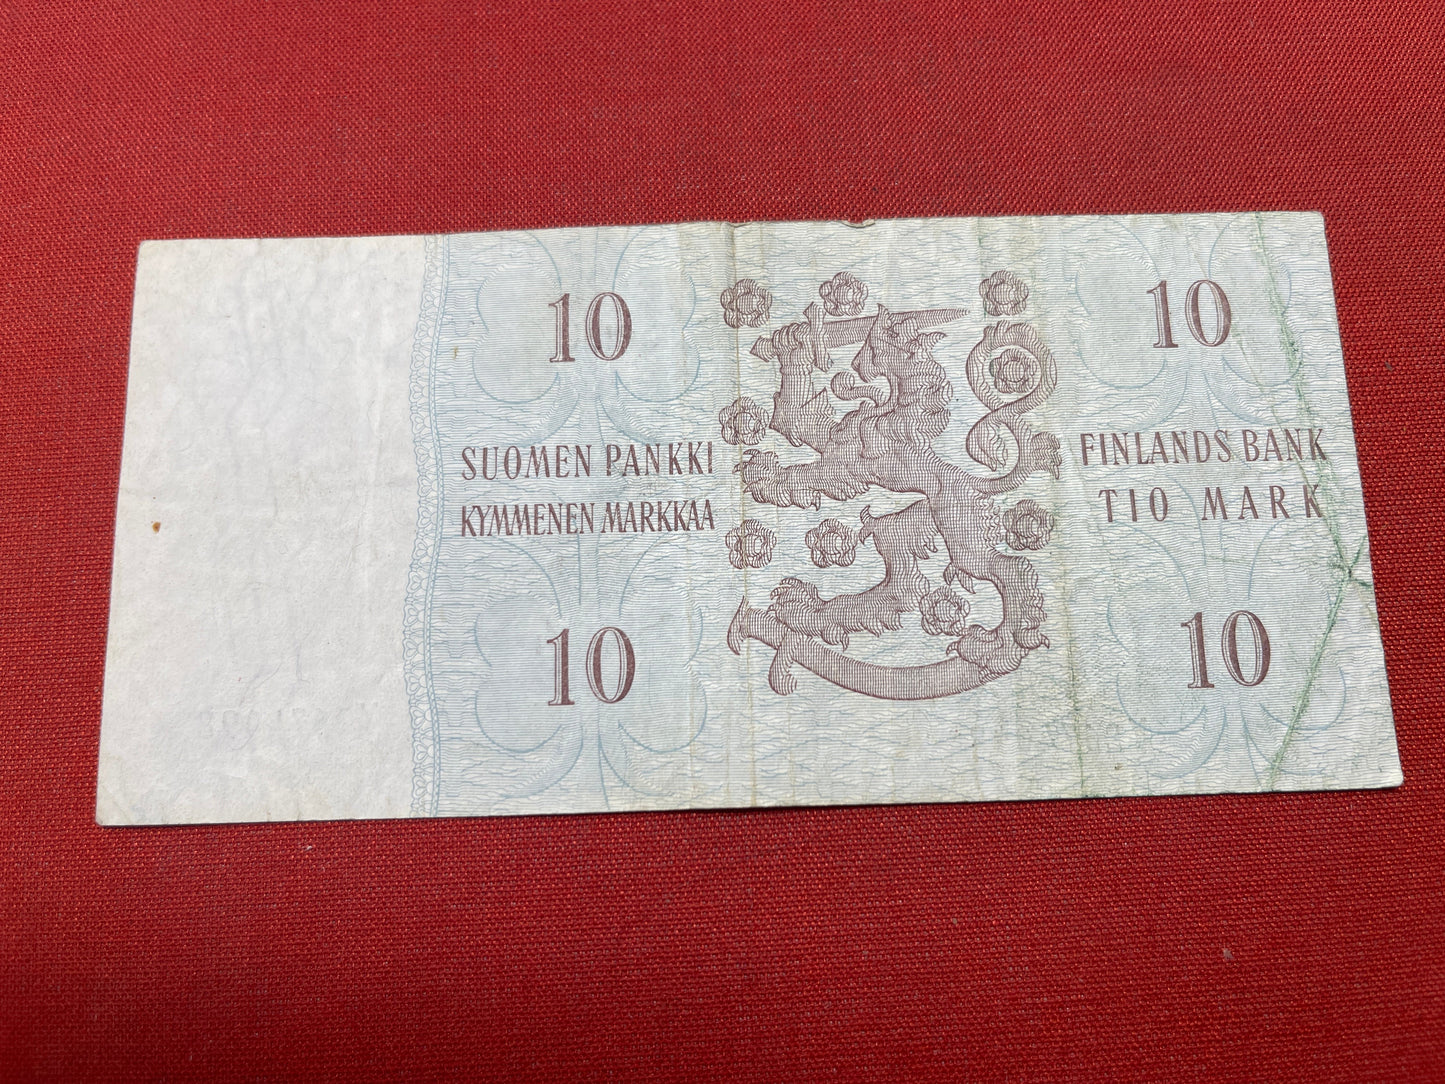 10
10
SUOMEN PANKKI
KYMMENEN MARKKAA
FINLANDS BANK
TIO MARK
10
10